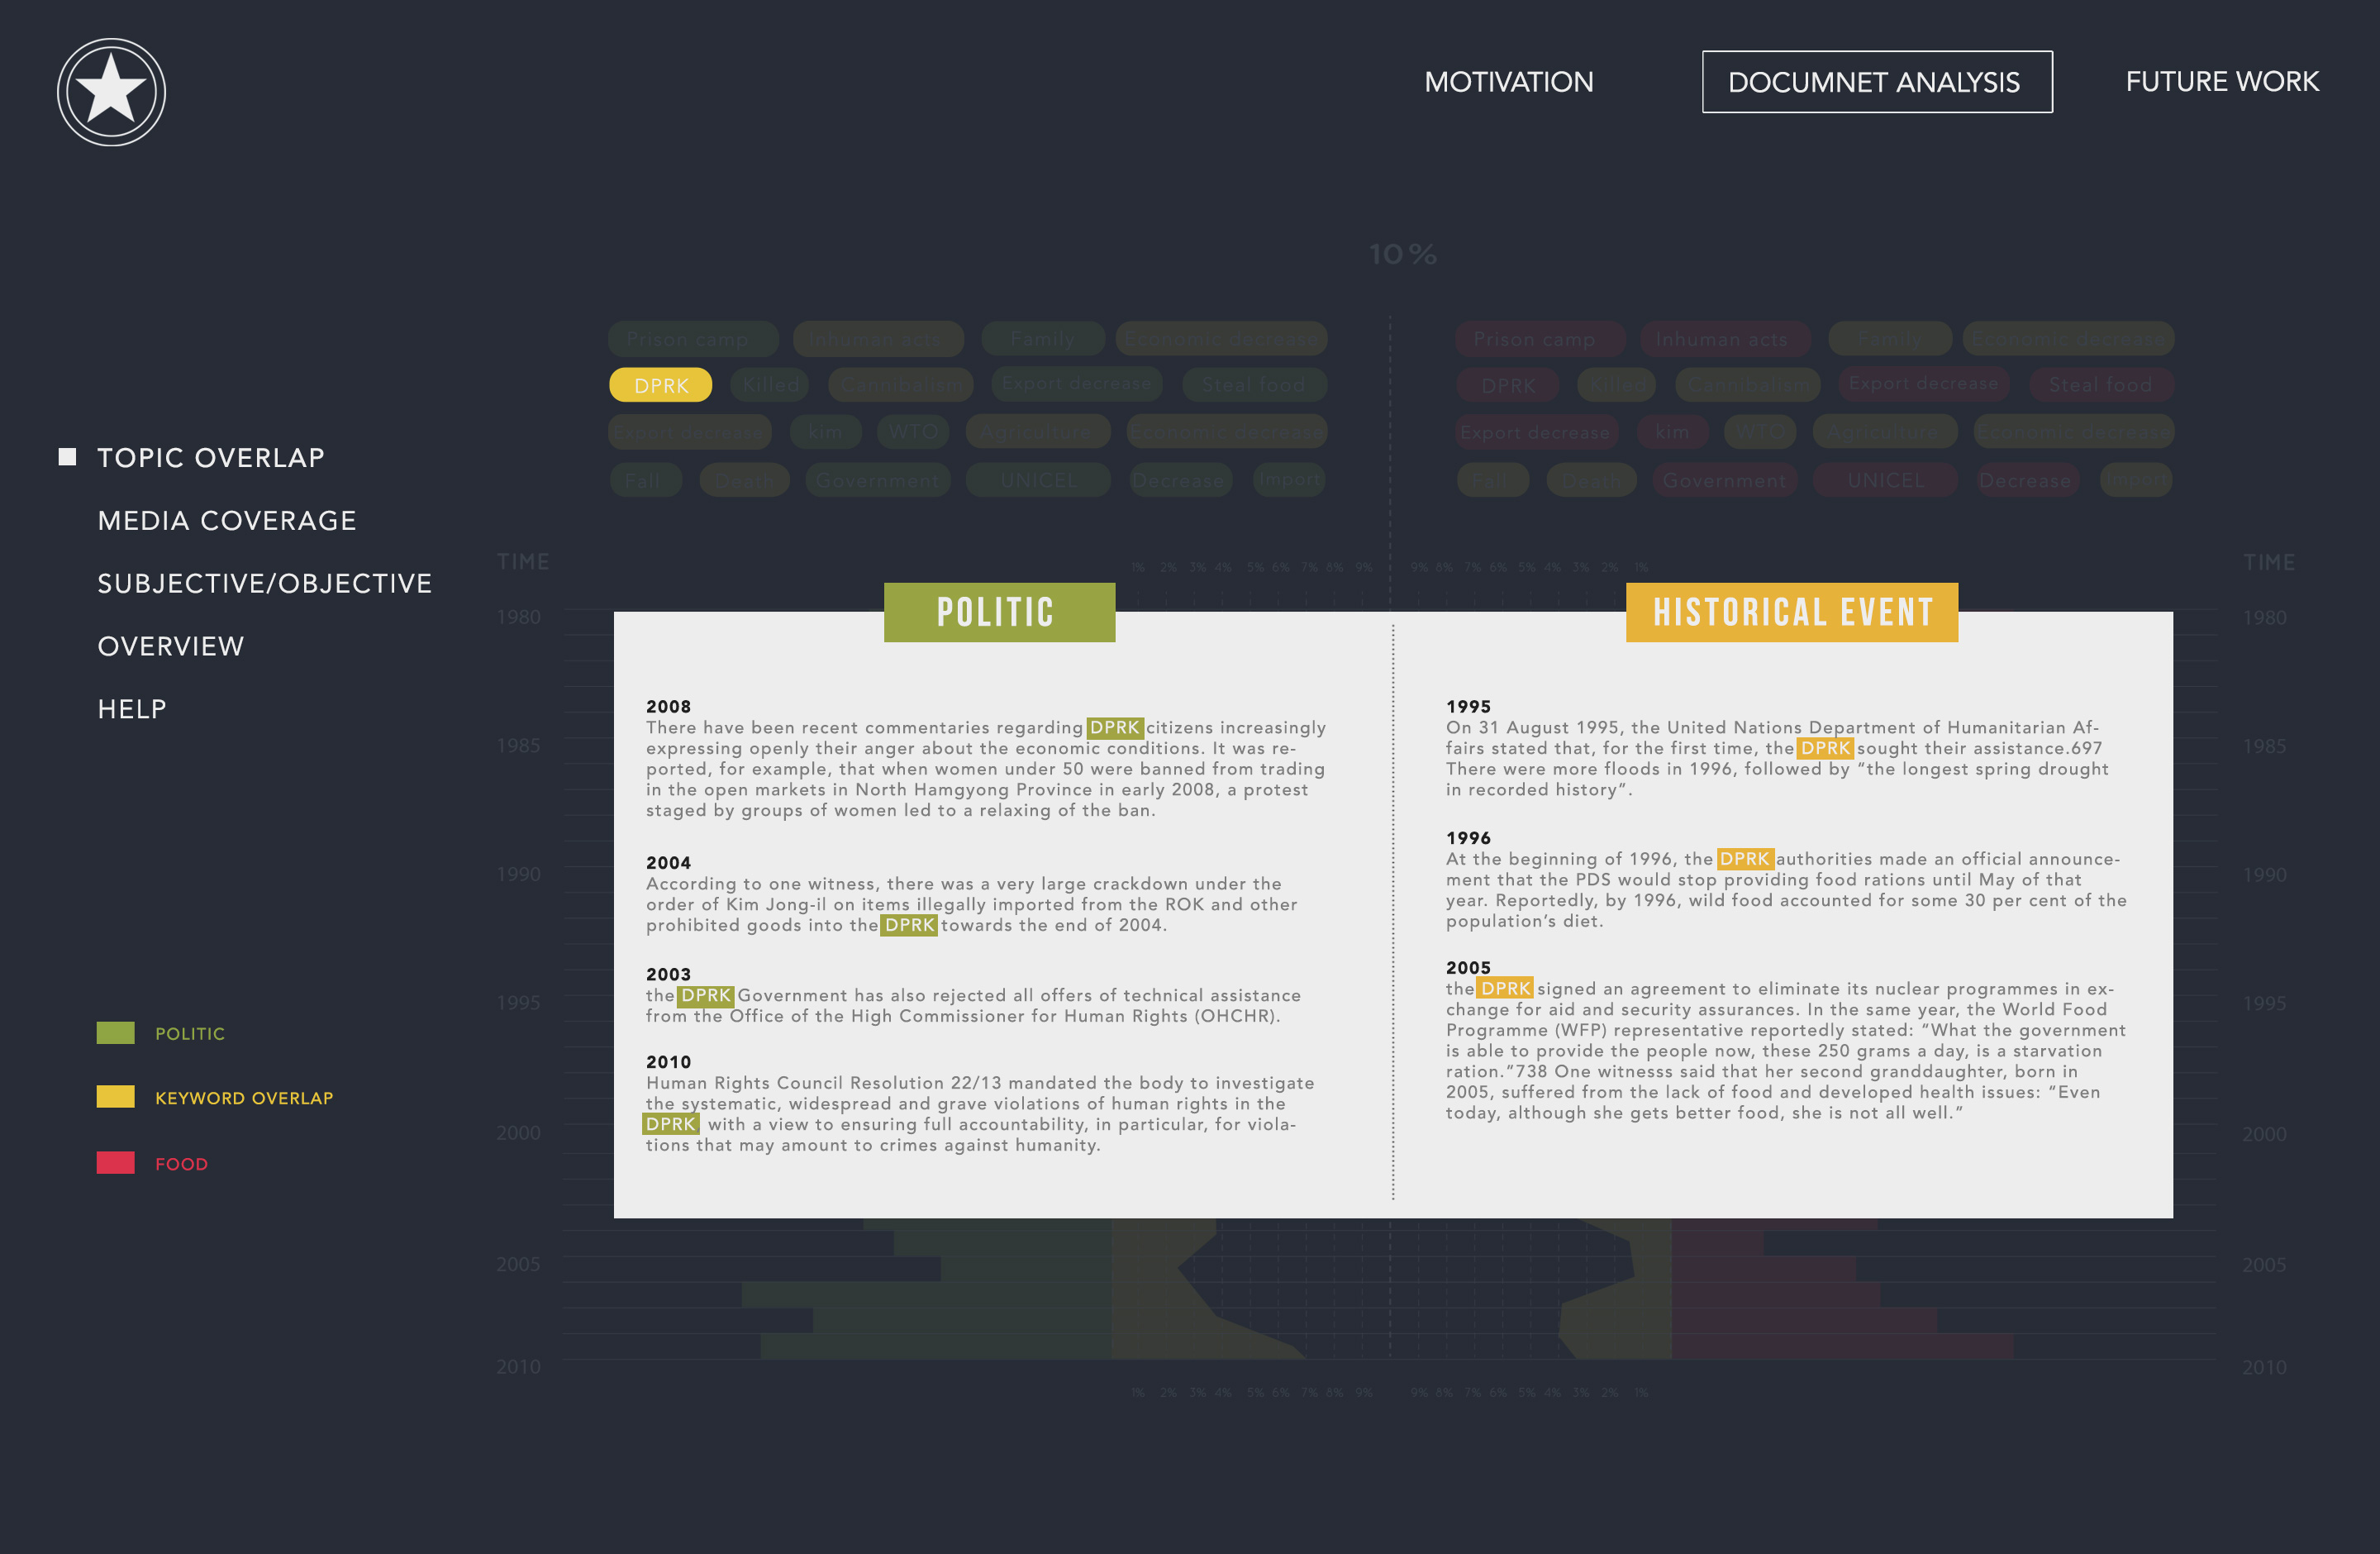 MOTIVATION
DOCUMNET ANALYSIS
FUTURE WORK
10%
Prison camp Inhuman acts Family Economic decrease
DPRK Killed Cannibalism Export decrease Steal food
Export decrease kim WTO Agriculture Economic decrease
Fall Death Government UNICEL Decrease Import
Prison camp Inhuman acts Family Economic decrease
DPRK Killed Cannibalism Export decrease Steal food
Export decrease kim WTO Agriculture Economic decrease
Fall Death Government UNICEL Decrease Import
TOPIC OVERLAP
MEDIA COVERAGE
SUBJECTIVE/OBJECTIVE
OVERVIEW
HELP
POLITIC
KEYWORD OVERLAP
FOOD
TIME
1980
1985
1990
1995
2000
2005
2010
1% 2% 3% 4% 5% 6% 7% 8% 9% 9% 8% 7% 6% 5% 4% 3% 2% 1%
POLITIC
2008
There have been recent commentaries regarding DPRK citizens increasingly
expressing openly their anger about the economic conditions. It was re-
ported, for example, that when women under 50 were banned from trading
in the open markets in North Hamgyong Province in early 2008, a protest
staged by groups of women led to a relaxing of the ban.
2004
According to one witness, there was a very large crackdown under the
order of Kim Jong-il on items illegally imported from the ROK and other
prohibited goods into the DPRK towards the end of 2004.
2003
the DPRK Government has also rejected all offers of technical assistance
from the Office of the High Commissioner for Human Rights (OHCHR).
2010
Human Rights Council Resolution 22/13 mandated the body to investigate
the systematic, widespread and grave violations of human rights in the
DPRK with a view to ensuring full accountability, in particular, for viola-
tions that may amount to crimes against humanity.
HISTORICAL EVENT
1995
On 31 August 1995, the United Nations Department of Humanitarian Af-
fairs stated that, for the first time, the DPRK sought their assistance.697
There were more floods in 1996, followed by “the longest spring drought
in recorded history”.
1996
At the beginning of 1996, the DPRK authorities made an official announce-
ment that the PDS would stop providing food rations until May of that
year. Reportedly, by 1996, wild food accounted for some 30 per cent of the
population’s diet.
2005
the DPRK signed an agreement to eliminate its nuclear programmes in ex-
change for aid and security assurances. In the same year, the World Food
Programme (WFP) representative reportedly stated: “What the government
is able to provide the people now, these 250 grams a day, is a starvation
ration.”738 One witnesss said that her second granddaughter, born in
2005, suffered from the lack of food and developed health issues: “Even
today, although she gets better food, she is not all well.”
TIME
1980
1985
1990
1995
2000
2005
2010
1% 2% 3% 4% 5% 6% 7% 8% 9% 9% 8% 7% 6% 5% 4% 3% 2% 1%